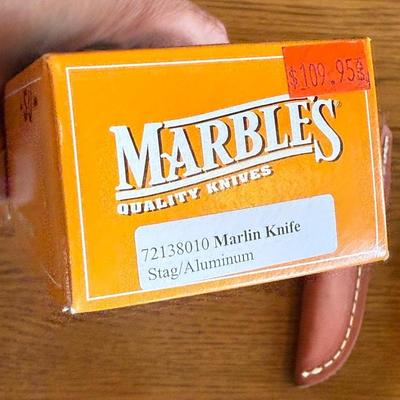 $109.95
MARBLE'S
QUALITY KNIVES
72138010 Marlin Knife
Stag/Aluminum